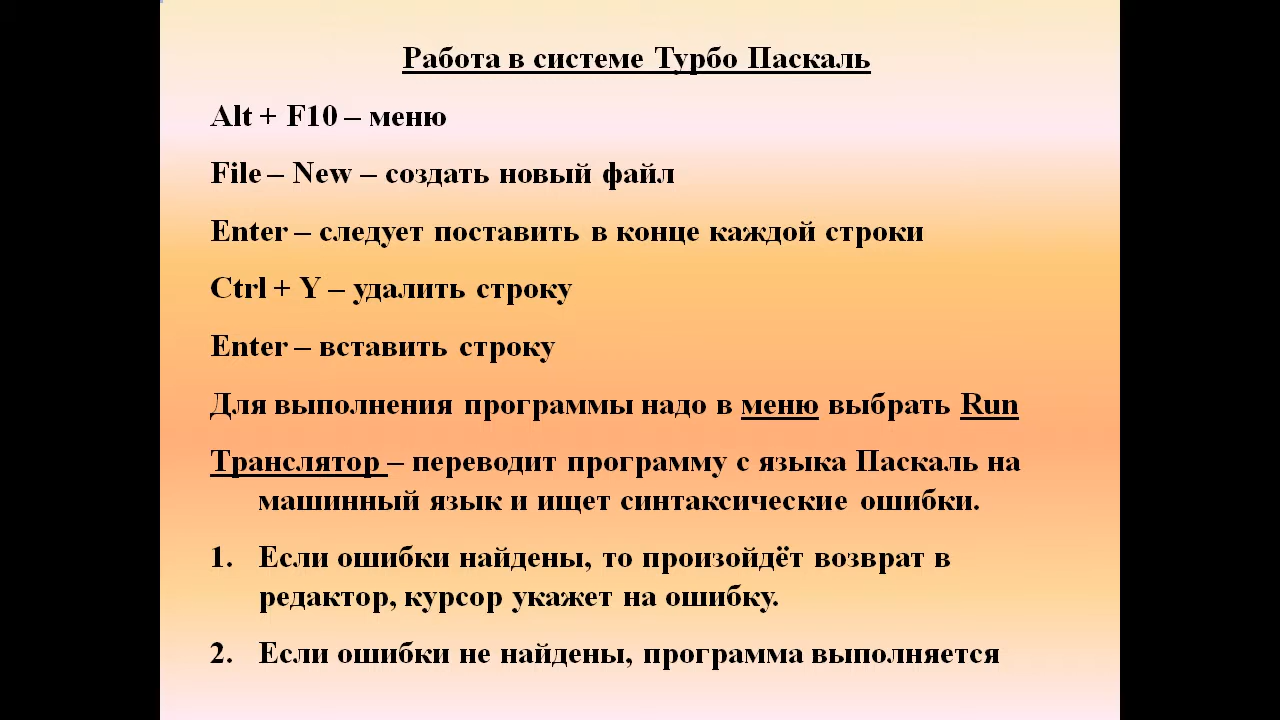 Работа в системе Турбо Паскаль
Alt + F10 – меню
File – New – создать новый файл
Enter – следует поставить в конце каждой строки
Ctrl + Y – удалить строку
Enter – вставить строку
Для выполнения программы надо в меню выбрать Run
Транслятор – переводит программу с языка Паскаль на
машинный язык и ищет синтаксические ошибки.
1. Если ошибки найдены, то произойдёт возврат в
редактор, курсор укажет на ошибку.
2. Если ошибки не найдены, программа выполняется